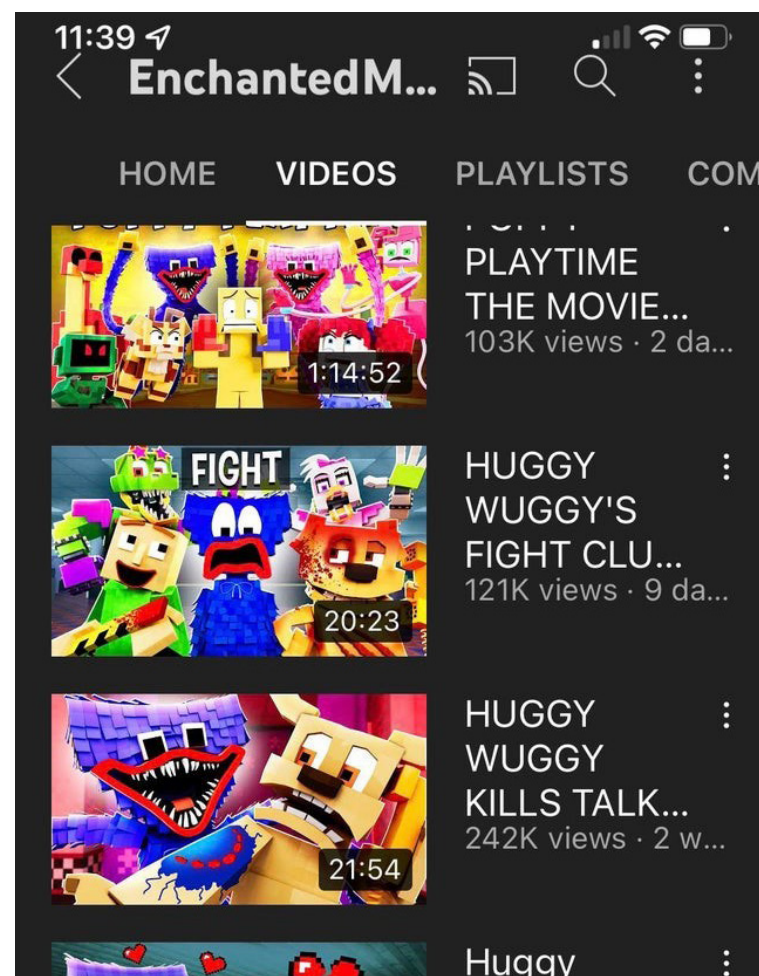 11:39
EnchantedM...
HOME VIDEOS PLAYLISTS COM
PLAYTIME
THE MOVIE...
103K views · 2 da...
1:14:52
FIGHT
HUGGY
WUGGY'S
FIGHT CLU...
121K views · 9 da...
20:23
HUGGY
WUGGY
KILLS TALK...
242K views · 2 w...
21:54
Huggy